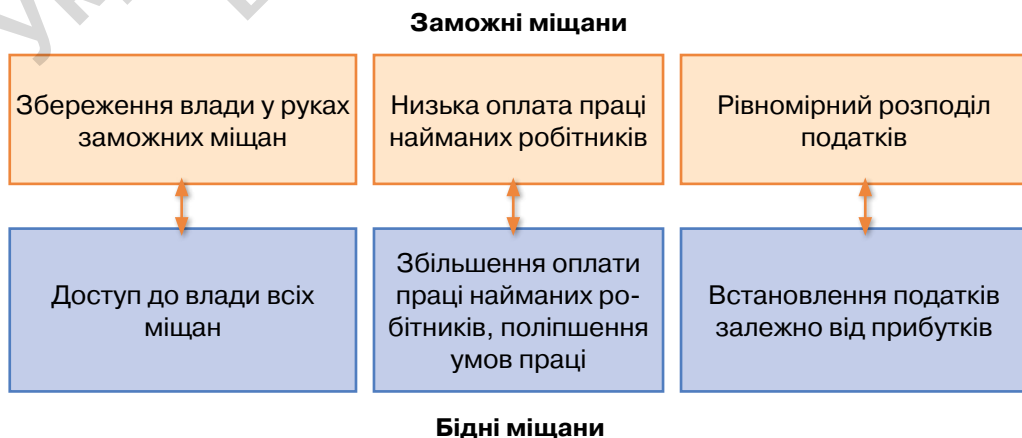 Заможні міщани
Збереження влади у руках
заможних міщан
Низька оплата праці
найманих робітників
Рівномірний розподіл
податків
Доступ до влади всіх
міщан
Збільшення оплати
праці найманих ро-
бітників, поліпшення
умов праці
Встановлення податків
залежно від прибутків
Бідні міщани